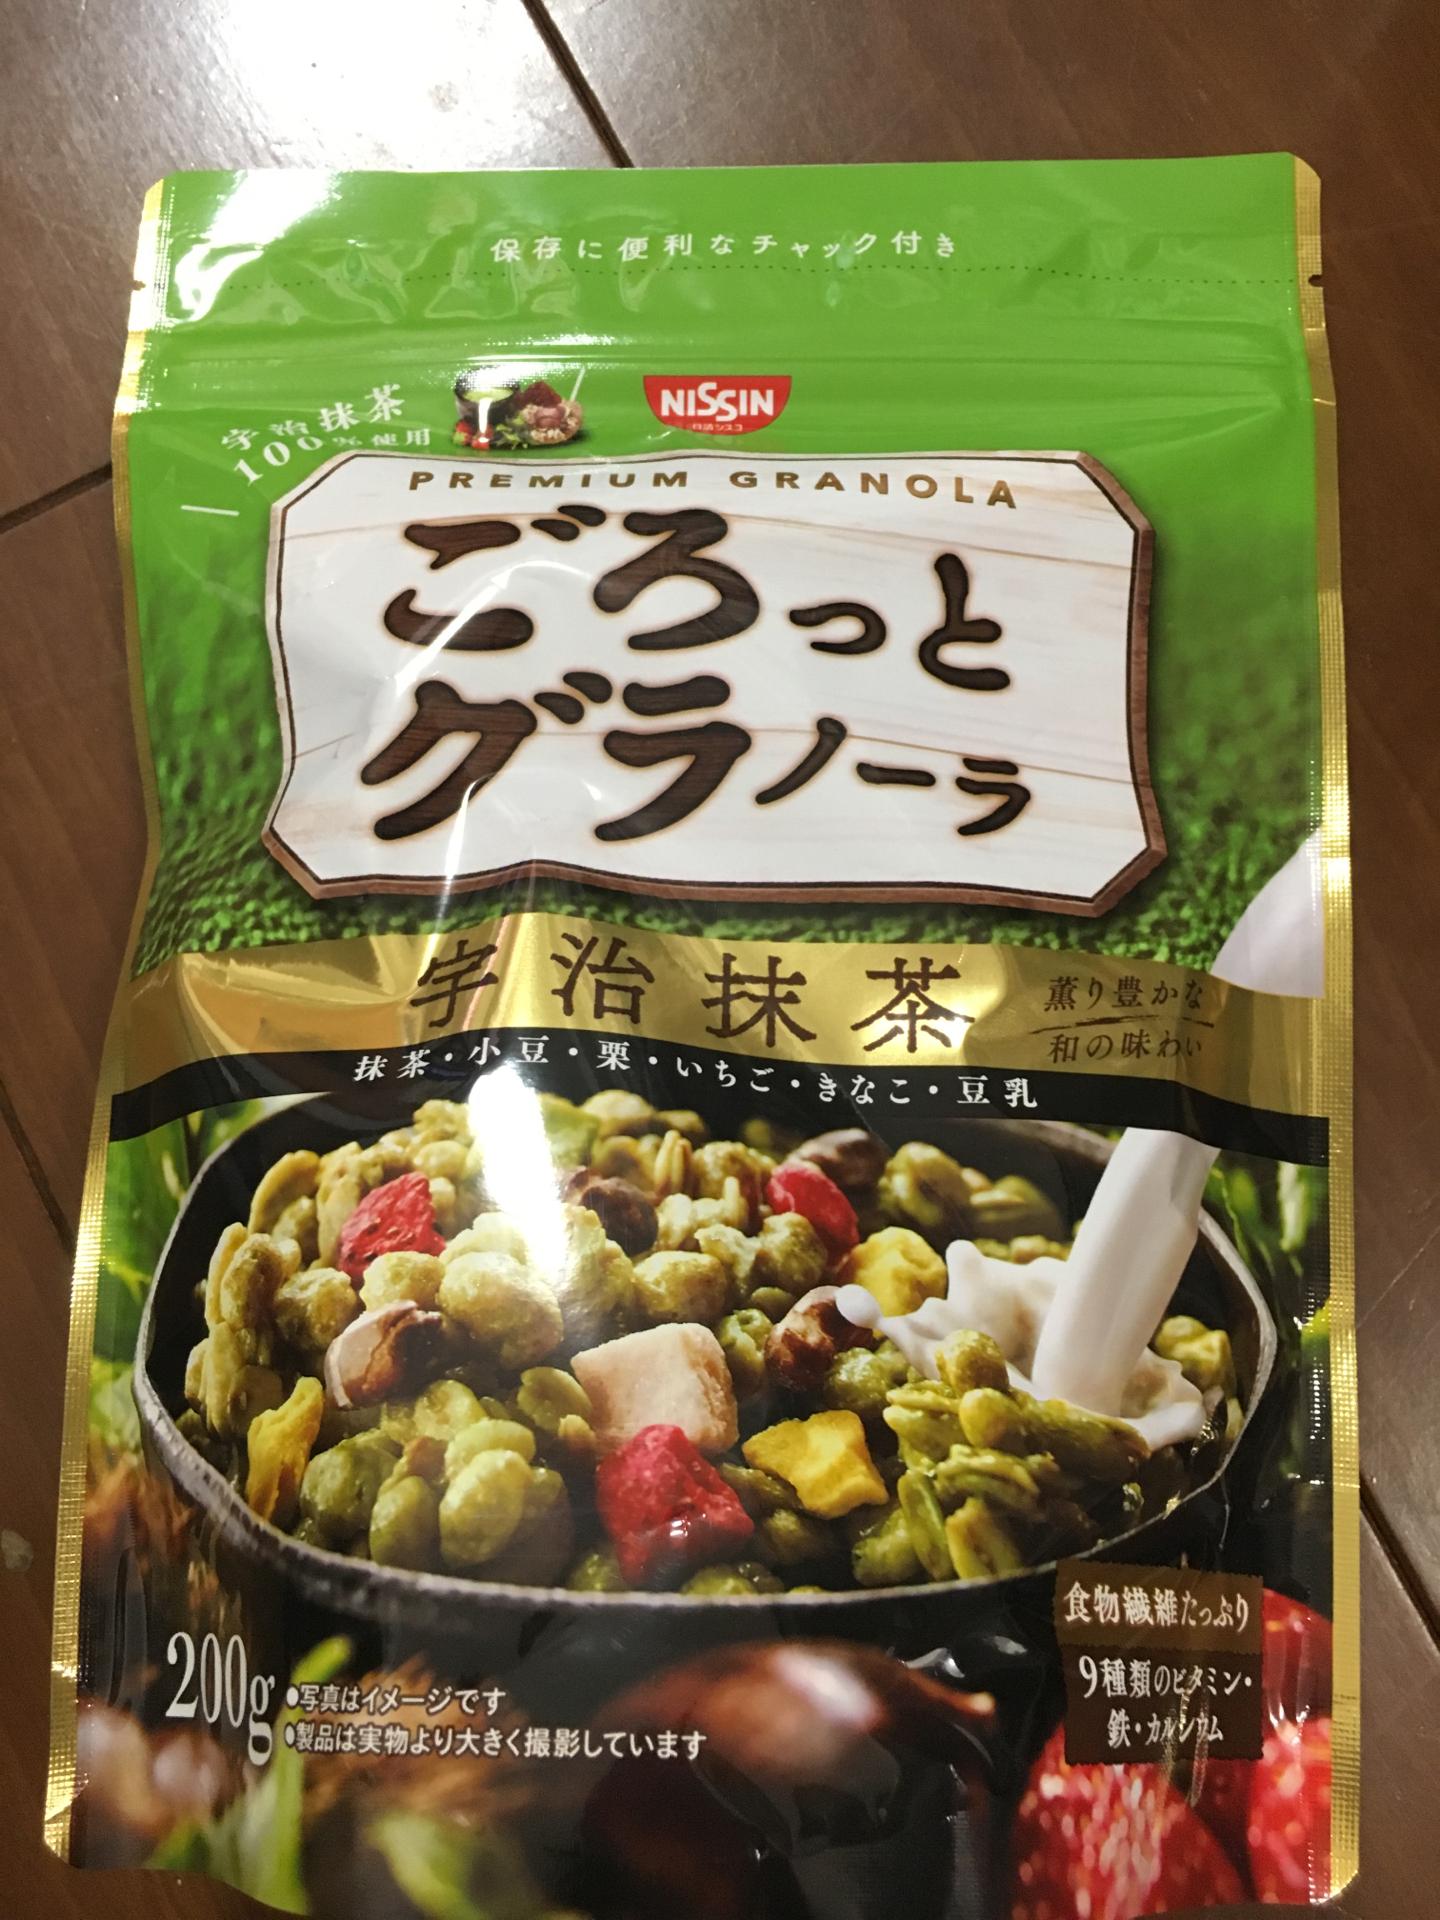 保存に便利なチャック付き
宇治抹茶
100%使用
NISSIN
日清シスコ
PREMIUM GRANOLA
ごろっと
グラノーラ
宇治抹茶
薫り豊かな
和の味わい
抹茶・小豆・栗・いちご・きなこ・豆乳
食物繊維たっぷり
9種類のビタミン・
鉄・カルシウム
200g
●写真はイメージです
●製品は実物より大きく撮影しています